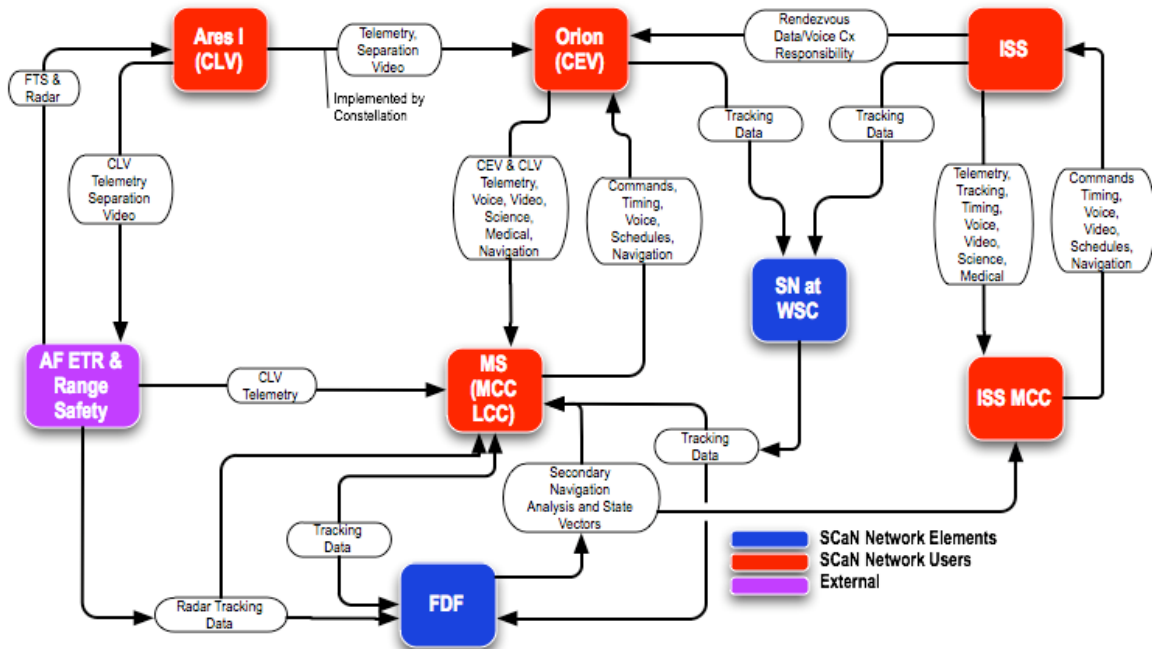 Ares I
(CLV)
Telemetry,
Separation
Video
Orion
(CEV)
Rendezvous
Data/Voice Cx
Responsibility
ISS
FTS &
Radar
Implemented by
Constellation
Tracking
Data
Tracking
Data
CLV
Telemetry
Separation
Video
CEV & CLV
Telemetry,
Voice, Video,
Science,
Medical,
Navigation
Commands,
Timing,
Voice,
Schedules,
Navigation
Telemetry,
Tracking,
Timing,
Voice,
Video,
Science,
Medical
Commands
Timing,
Voice,
Video,
Schedules,
Navigation
SN at
WSC
AF ETR &
Range
Safety
CLV
Telemetry
MS
(MCC
LCC)
ISS MCC
Tracking
Data
Secondary
Navigation
Analysis and State
Vectors
Tracking
Data
FDF
Radar Tracking
Data
SCaN Network Elements
SCaN Network Users
External